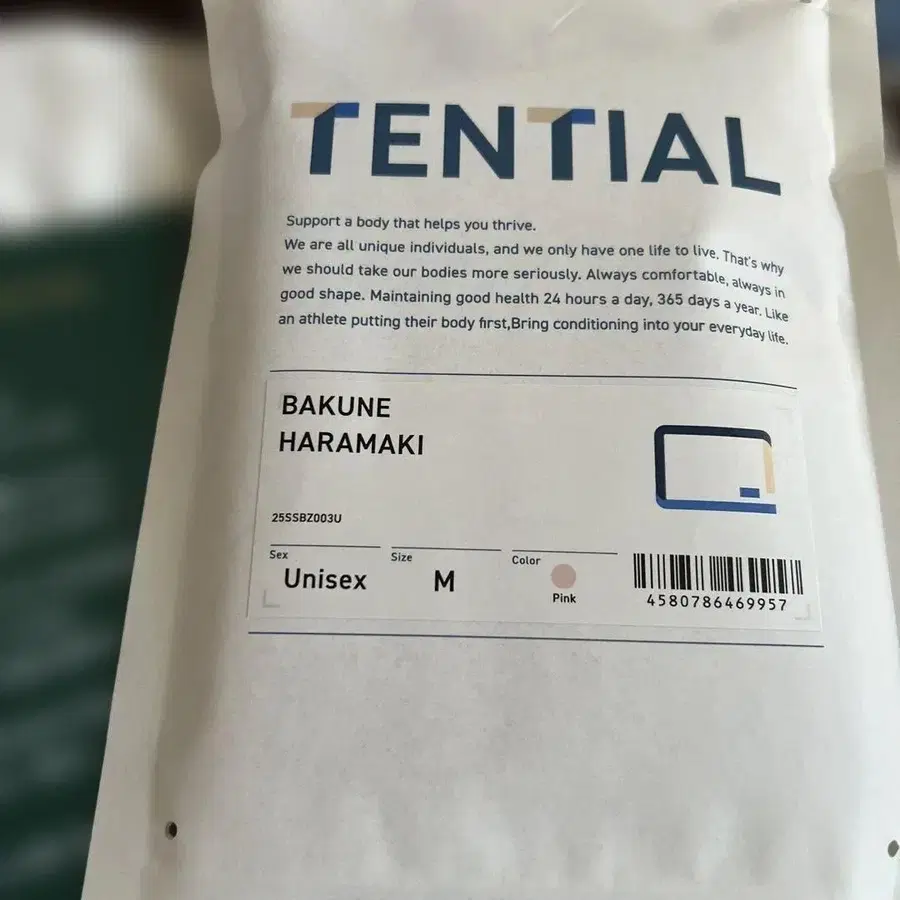 TENTIAL
Support a body that helps you thrive.
We are all unique individuals, and we only have one life to live. That's why
we should take our bodies more seriously. Always comfortable, always in
good shape. Maintaining good health 24 hours a day, 365 days a year. Like
an athlete putting their body first,Bring conditioning into your everyday life.
BAKUNE
HARAMAKI
25SSBZ003U
Sex
Unisex
Size
M
Color
Pink
4580786469957